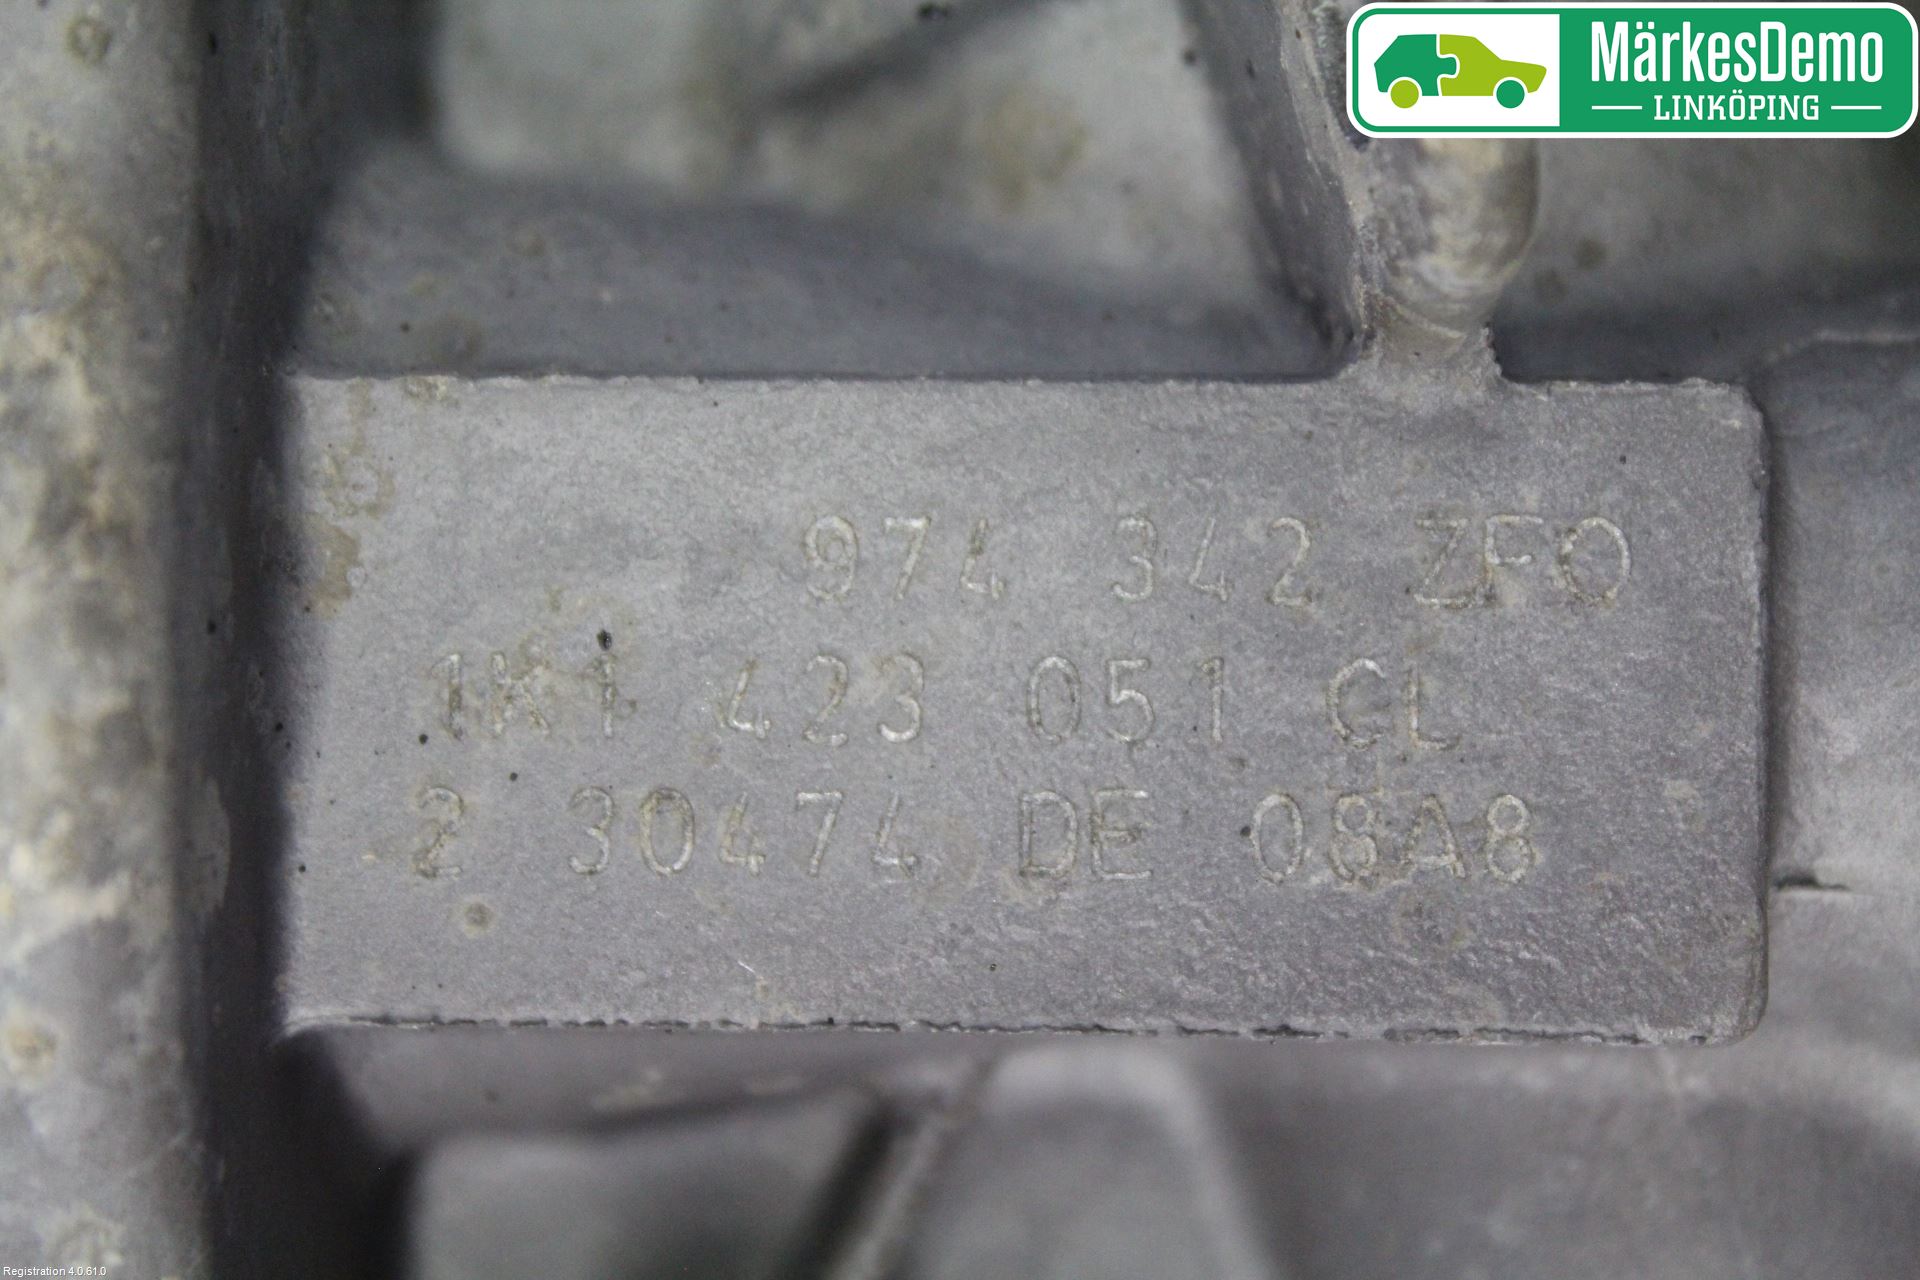 MärkesDemo
LINKÖPING
974 342 ZFO
1K1 423 051 CL
2 30474 DE 08A8
Registration 4.0.61.0